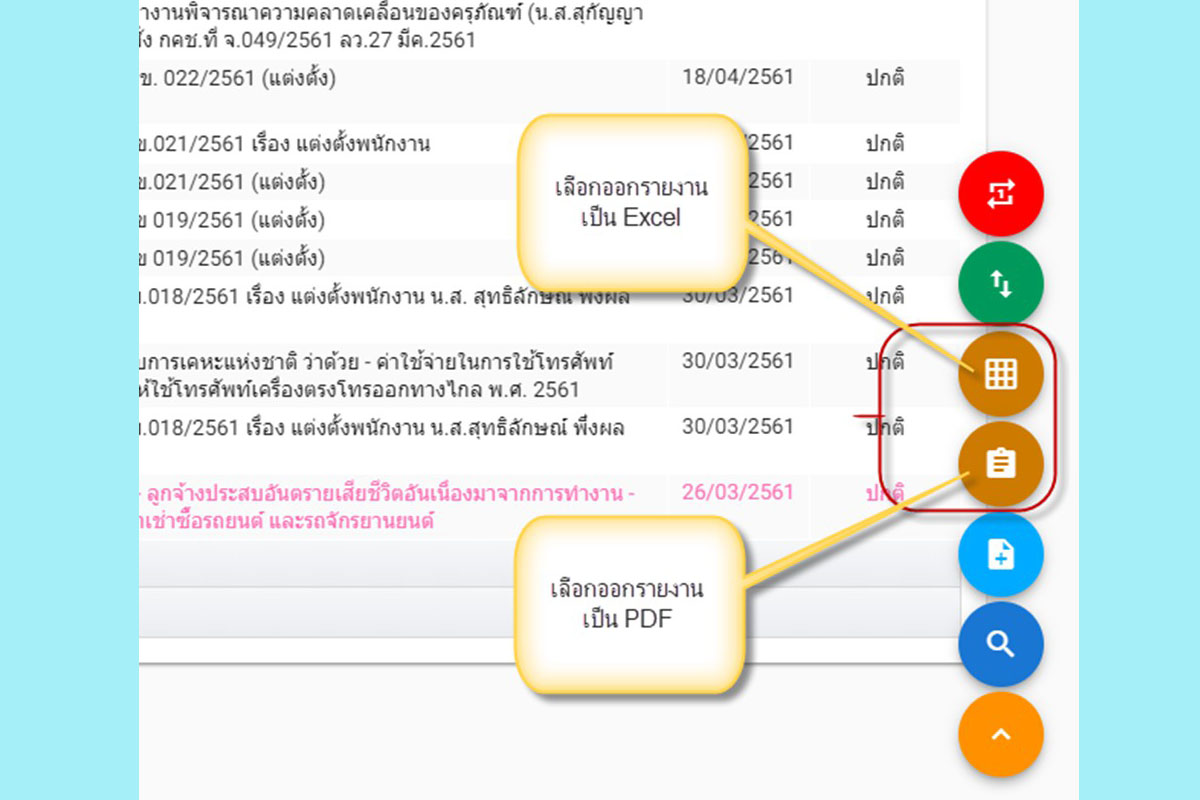 างานพิจารณาความคลาดเคลื่อนของครุภัณฑ์ (น.ส.สุกัญญา
กคช.ที่ จ.049/2561 ลว.27 มีค.2561
ข. 022/2561 (แต่งตั้ง) 18/04/2561 ปกติ
ข.021/2561 เรื่อง แต่งตั้งพนักงาน 2561 ปกติ
ข.021/2561 (แต่งตั้ง) 2561 ปกติ
เลือกออกรายงาน
เป็น Excel
ข 019/2561 (แต่งตั้ง) 2561 ปกติ
ข 019/2561 (แต่งตั้ง) 2561 ปกติ
.018/2561 เรื่อง แต่งตั้งพนักงาน น.ส. สุทธิลักษณ์ พึ่งผล 30/03/2561 ปกติ
บการเคหะแห่งชาติ ว่าด้วย - ค่าใช้จ่ายในการใช้โทรศัพท์ 30/03/2561 ปกติ
ห้ใช้โทรศัพท์เครื่องตรงโทรออกทางไกล พ.ศ. 2561
.018/2561 เรื่อง แต่งตั้งพนักงาน น.ส.สุทธิลักษณ์ พึ่งผล 30/03/2561 ปกติ
- ลูกจ้างประสบอันตรายเสียชีวิตอันเนื่องมาจากการทำงาน - 26/03/2561 ปกติ
าเช่าซื้อรถยนต์ และรถจักรยานยนต์
เลือกออกรายงาน
เป็น PDF